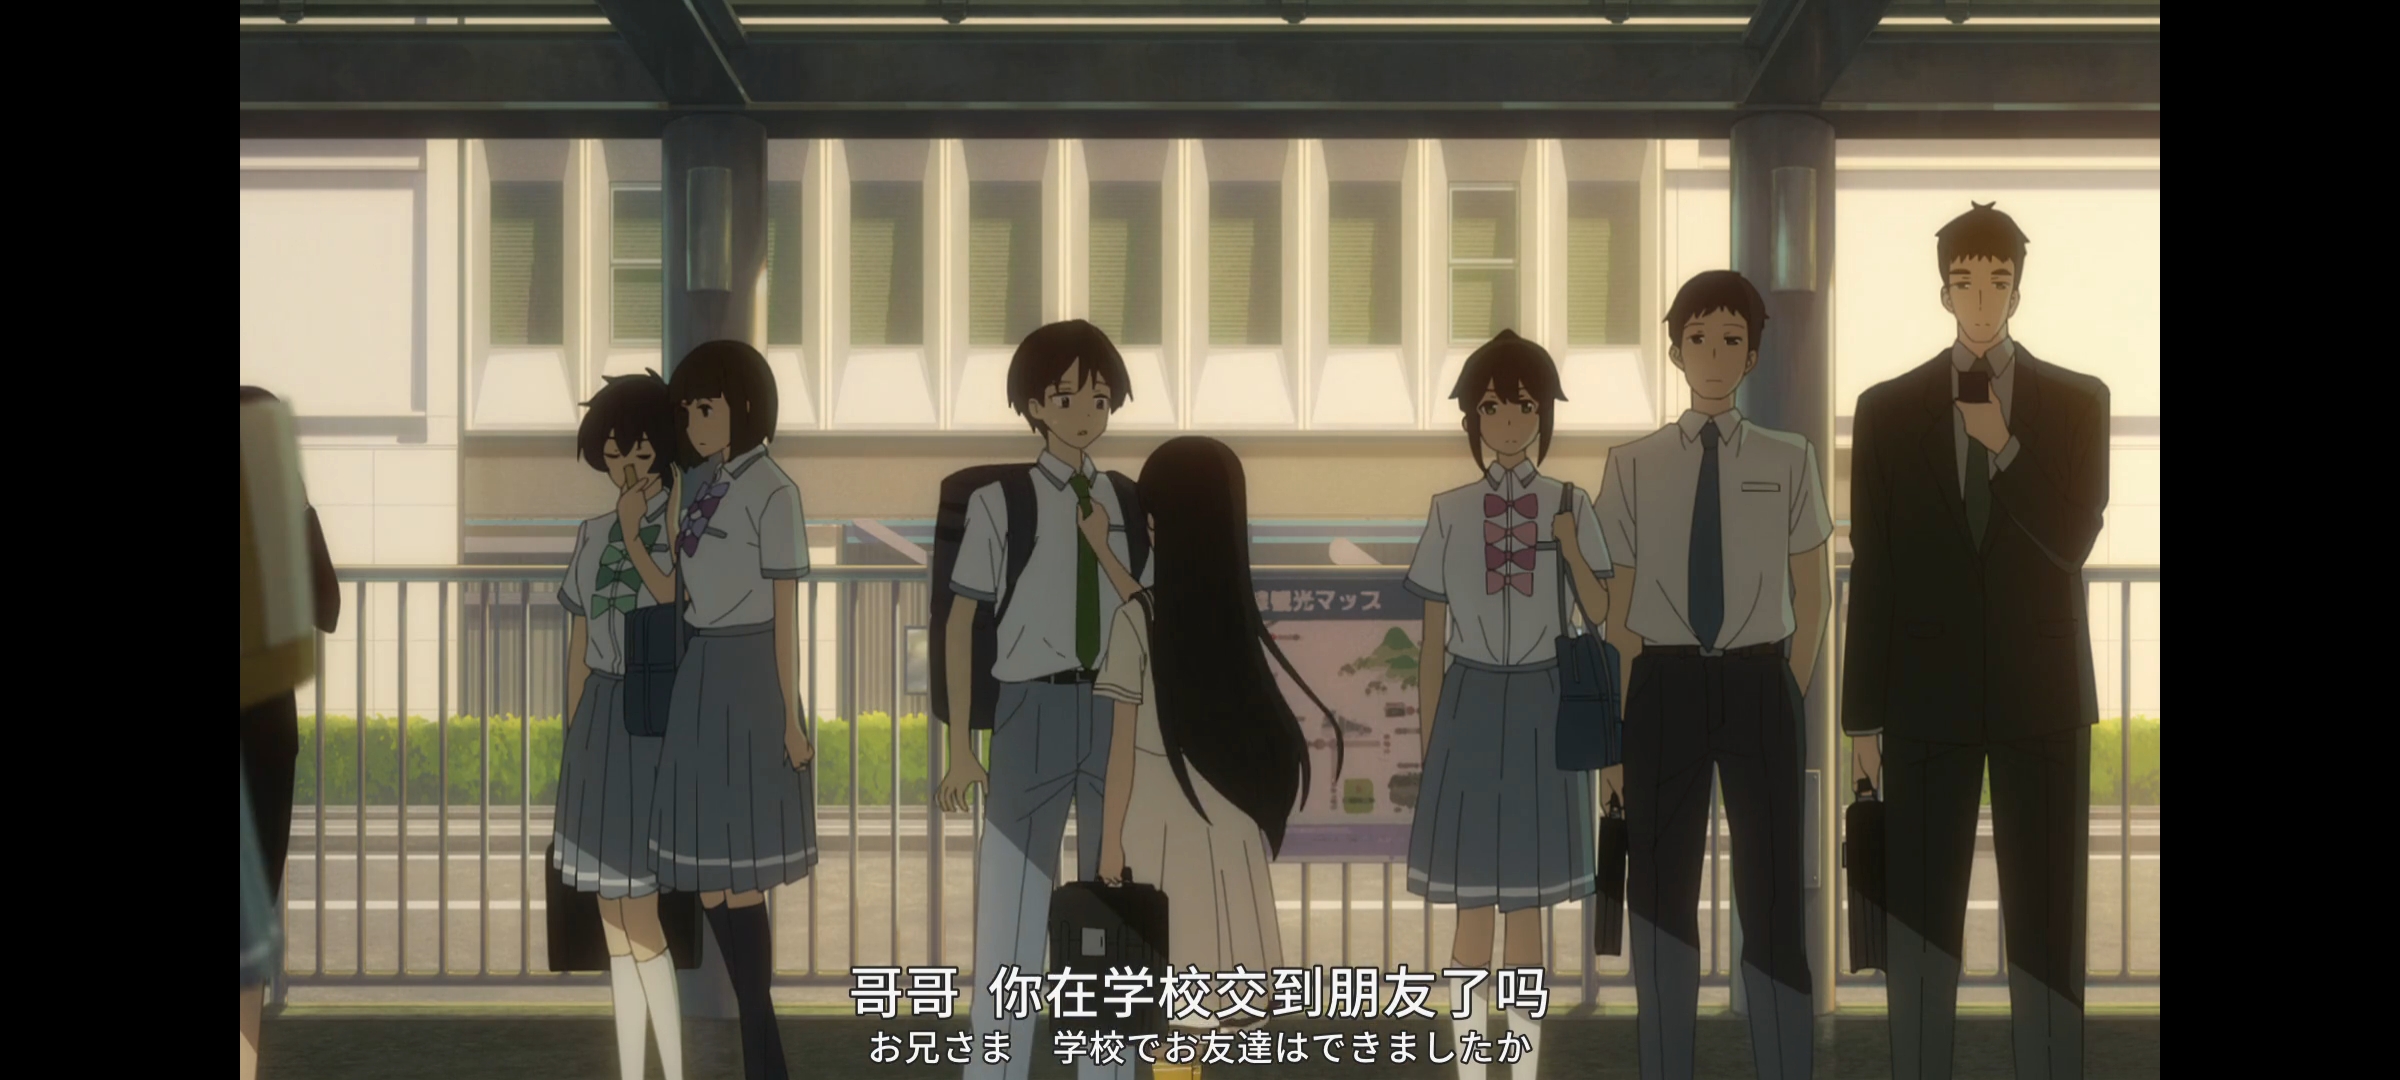 観光マップ
哥哥 你在学校交到朋友了吗
お兄さま 学校でお友達はできましたか